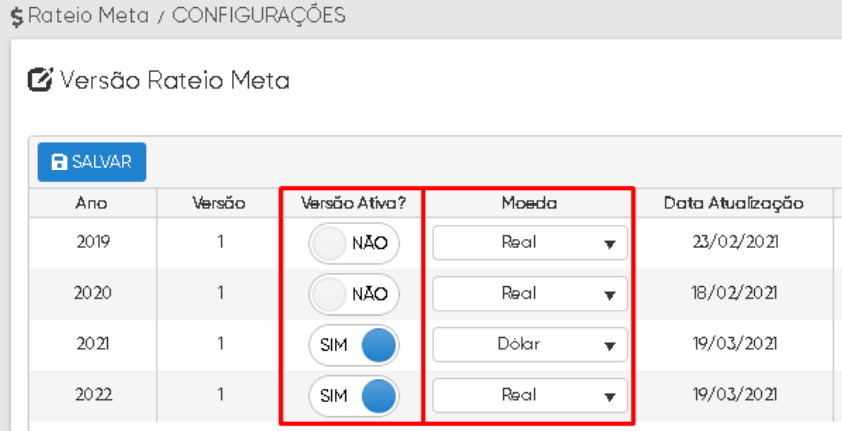 $ Rateio Meta / CONFIGURAÇÕES
Versão Rateio Meta
SALVAR
Ano Versão Versão Ativa? Moeda Data Atualização
2019 1 NÃO Real 23/02/2021
2020 1 NÃO Real 18/02/2021
2021 1 SIM Dólar 19/03/2021
2022 1 SIM Real 19/03/2021